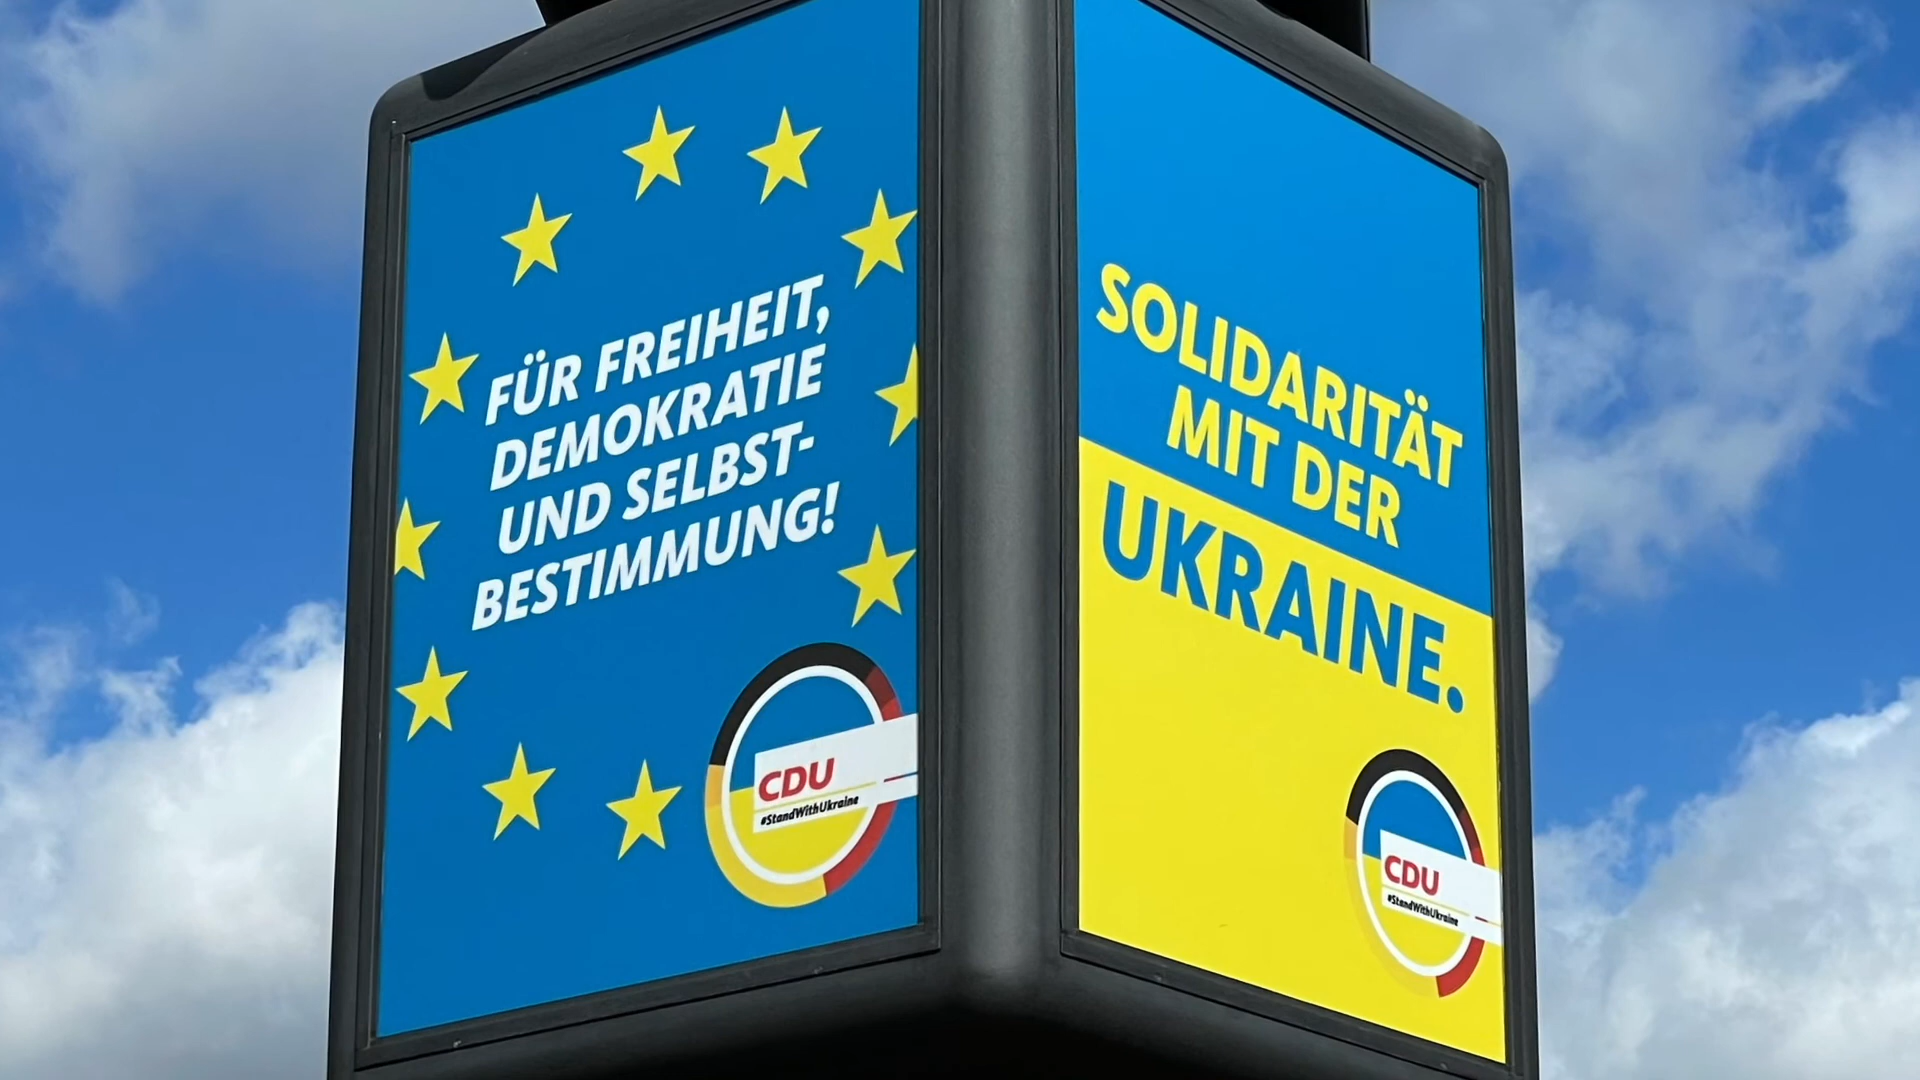 FÜR FREIHEIT,
DEMOKRATIE
UND SELBST-
BESTIMMUNG!
CDU
#StandWithUkraine
SOLIDARITÄT
MIT DER
UKRAINE.
CDU
#StandWithUkraine